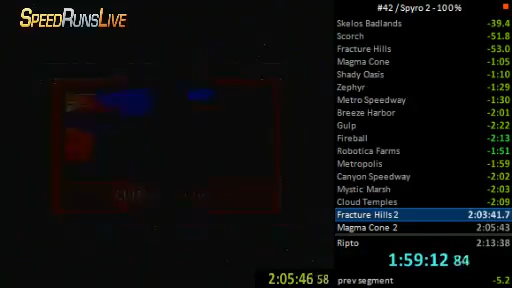 SPEEDRUNSLIVE
#42 / Spyro 2 - 100%
Skelos Badlands -39.4
Scorch -51.8
Fracture Hills -53.0
Magma Cone -1:05
Shady Oasis -1:10
Zephyr -1:29
Metro Speedway -1:30
Breeze Harbor -2:01
Gulp -2:22
Fireball -2:13
Robotica Farms -1:51
Metropolis -1:59
Canyon Speedway -2:02
Mystic Marsh -2:03
Cloud Temples -2:09
Fracture Hills 2 2:03:41.7
Magma Cone 2 2:05:43
Ripto 2:13:38
1:59:12 84
2:05:46 58
prev segment -5.2